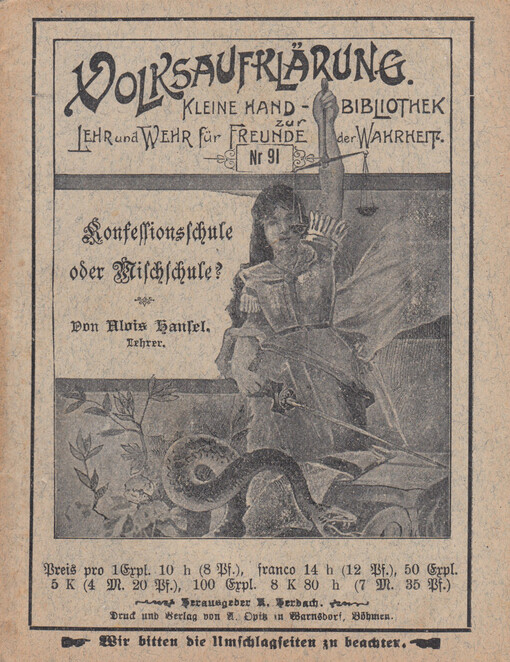 VOLKSAUFKLÄRUNG.
KLEINE HAND-BIBLIOTHEK
zur
LEHR und WEHR für FREUNDE der WAHRHEIT.
Nr 91
Konfessionsschule
oder Mischschule?
Von Alois Hansel.
Lehrer.
Preis pro 1 Expl. 10 h (8 Pf.), franco 14 h (12 Pf.), 50 Expl.
5 K (4 M. 20 Pf.), 100 Expl. 8 K 80 h (7 M. 35 Pf.)
Herausgeber A. Herbach.
Druck und Verlag von A. Opitz in Warnsdorf, Böhmen.
Wir bitten die Umschlagseiten zu beachten.